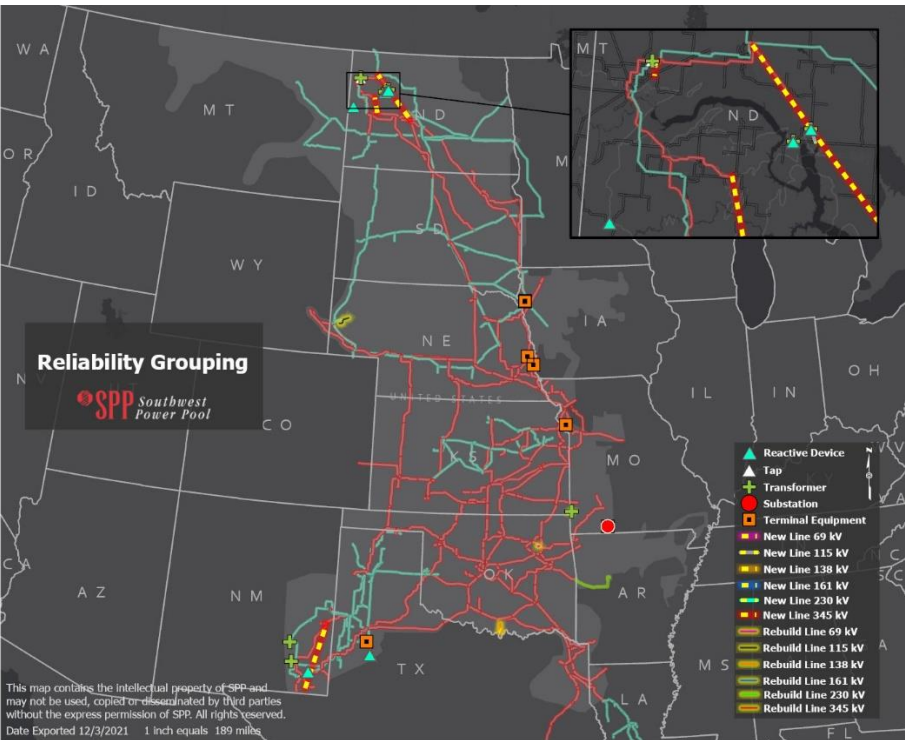 WA
MT
ND
MT
ND
M
OR
ID
SD
WY
IA
NE
Reliability Grouping
SPP Southwest
Power Pool
UNITED STATES
IL
IN
OH
CO
KS
MO
Reactive Device
Tap
Transformer
Substation
Terminal Equipment
New Line 69 kV
New Line 115 kV
New Line 138 kV
New Line 161 kV
New Line 230 kV
New Line 345 kV
Rebuild Line 69 kV
Rebuild Line 115 kV
Rebuild Line 138 kV
Rebuild Line 161 kV
Rebuild Line 230 kV
Rebuild Line 345 kV
N
CA
AZ
NM
OK
AR
TX
MS
LA
FL
This map contains the intellectual property of SPP and
may not be used, copied or disseminated by third parties
without the express permission of SPP. All rights reserved.
Date Exported 12/3/2021 1 inch equals 189 miles